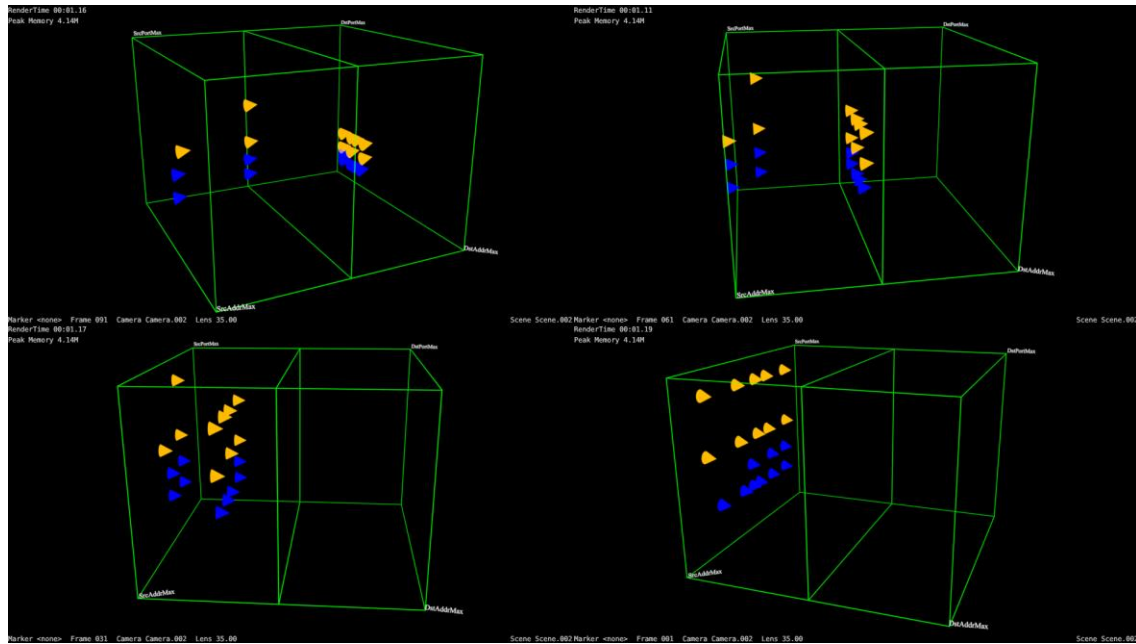 RenderTime 00:01.16
Peak Memory 4.14M
SrcPortMax
DstPortMax
DstAddrMax
SrcAddrMax
Marker <none> Frame 091 Camera Camera.002 Lens 35.00
Scene Scene.002
RenderTime 00:01.11
Peak Memory 4.14M
SrcPortMax
DstPortMax
DstAddrMax
SrcAddrMax
Marker <none> Frame 061 Camera Camera.002 Lens 35.00
Scene Scene.002
RenderTime 00:01.17
Peak Memory 4.14M
SrcPortMax
DstPortMax
SrcAddrMax
DstAddrMax
Marker <none> Frame 031 Camera Camera.002 Lens 35.00
Scene Scene.002
RenderTime 00:01.19
Peak Memory 4.14M
SrcPortMax
DstPortMax
SrcAddrMax
DstAddrMax
Marker <none> Frame 001 Camera Camera.002 Lens 35.00
Scene Scene.002